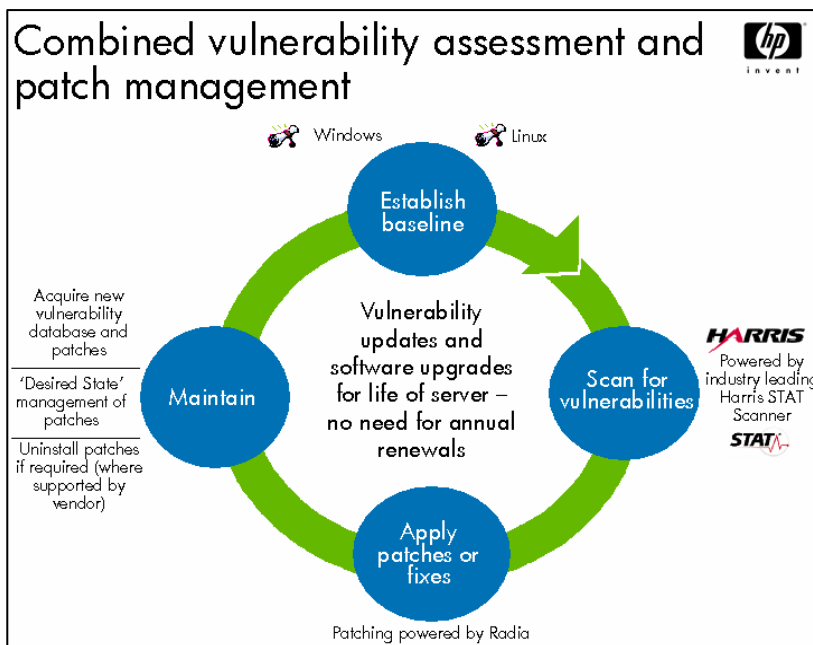 Combined vulnerability assessment and
patch management
hp
invent
Windows
Linux
Establish
baseline
Acquire new
vulnerability
database and
patches
'Desired State'
management of
patches
Uninstall patches
if required (where
supported by
vendor)
Maintain
Vulnerability
updates and
software upgrades
for life of server –
no need for annual
renewals
Scan for
vulnerabilities
HARRIS
Powered by
industry leading
Harris STAT
Scanner
STAT
Apply
patches or
fixes
Patching powered by Radia